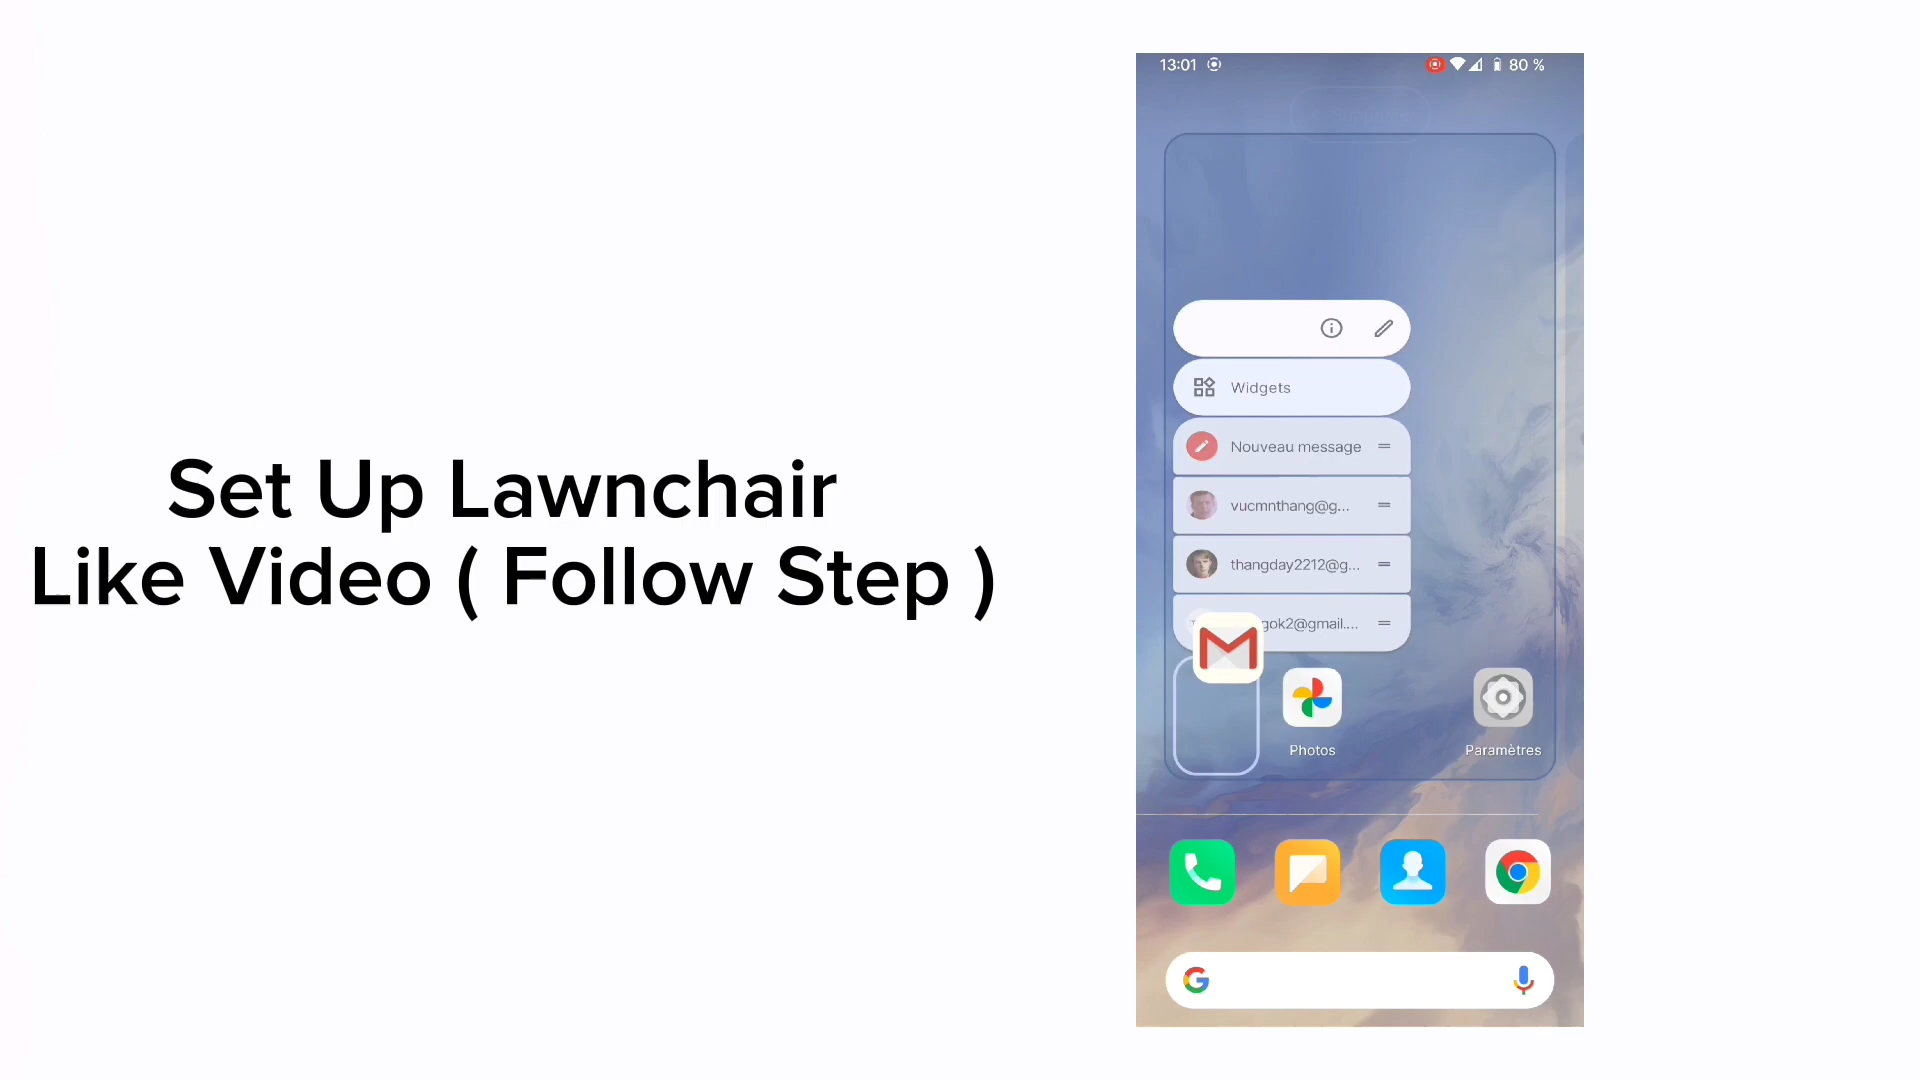 Set Up Lawnchair
Like Video ( Follow Step )
13:01
80 %
Widgets
Nouveau message
vucmnthang@g...
thangday2212@g...
gok2@gmail....
Photos
Paramètres